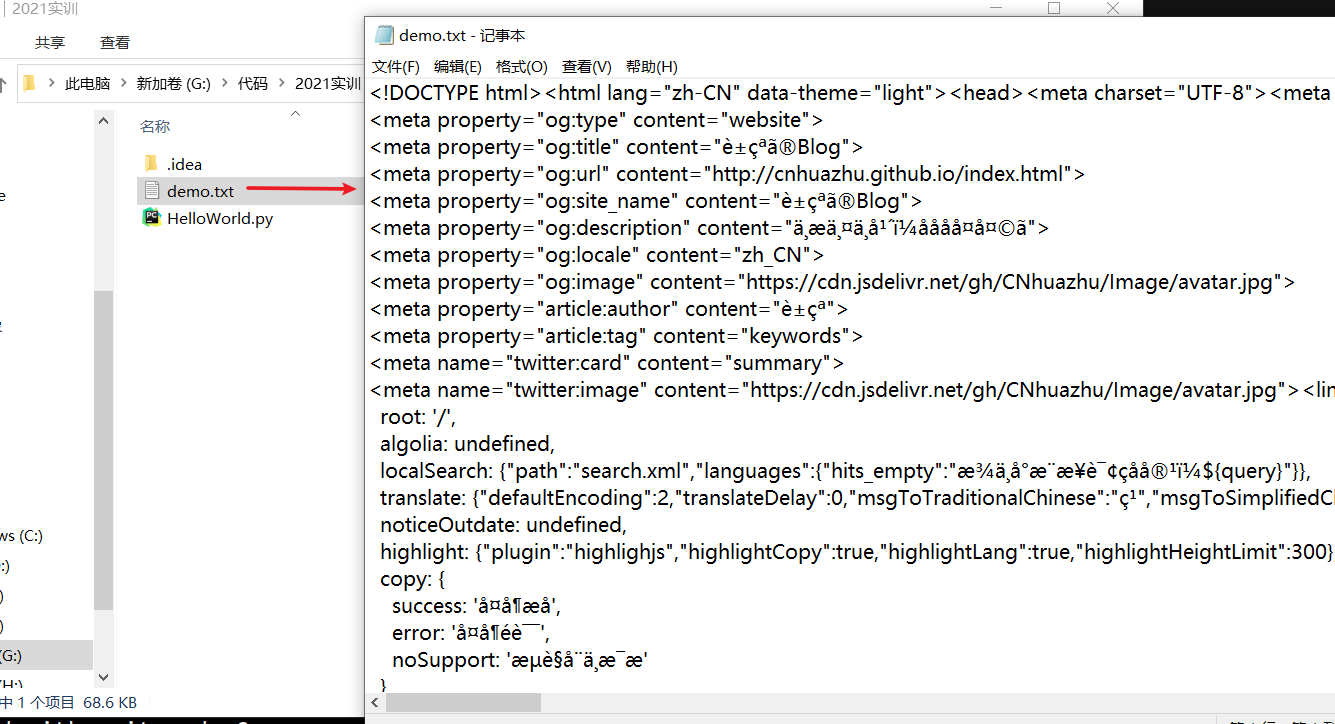 2021实训
共享 查看
此电脑 > 新加卷 (G:) > 代码 > 2021实训
名称
.idea
demo.txt
HelloWorld.py
ws (C:)
(G:)
中 1 个项目 68.6 KB
demo.txt - 记事本
文件(F) 编辑(E) 格式(O) 查看(V) 帮助(H)
<!DOCTYPE html><html lang="zh-CN" data-theme="light"><head><meta charset="UTF-8"><meta
<meta property="og:type" content="website">
<meta property="og:title" content="è±çªã®Blog">
<meta property="og:url" content="http://cnhuazhu.github.io/index.html">
<meta property="og:site_name" content="è±çªã®Blog">
<meta property="og:description" content="ä¸æä¸¤ä¸å¹´ï¼åååå¤å¤©ã">
<meta property="og:locale" content="zh_CN">
<meta property="og:image" content="https://cdn.jsdelivr.net/gh/CNhuazhu/Image/avatar.jpg">
<meta property="article:author" content="è±çª">
<meta property="article:tag" content="keywords">
<meta name="twitter:card" content="summary">
<meta name="twitter:image" content="https://cdn.jsdelivr.net/gh/CNhuazhu/Image/avatar.jpg"><lin
root: '/',
algolia: undefined,
localSearch: {"path":"search.xml","languages":{"hits_empty":"æ¾ä¸å°æ¨æ¥è¯¢çåå®¹ï¼${query}"}},
translate: {"defaultEncoding":2,"translateDelay":0,"msgToTraditionalChinese":"ç¹","msgToSimplifiedCl
noticeOutdate: undefined,
highlight: {"plugin":"highlighjs","highlightCopy":true,"highlightLang":true,"highlightHeightLimit":300}
copy: {
success: 'å¤å¶æå',
error: 'å¤å¶éè¯¯',
noSupport: 'æµè§å¨ä¸æ¯æ'
}